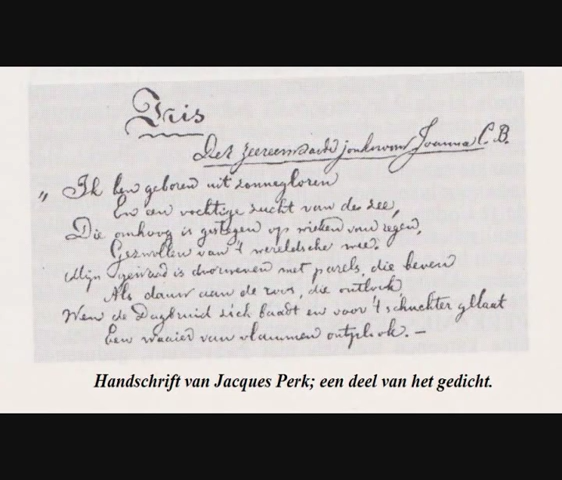 Iris
Der zeereerwaarde jonkvrouw Joanna C. B.
„ Ik ben geboren uit zonnegloren
En een vochtige zucht van de zee,
Die omhoog is gestegen op wieken van regen,
Gezwollen van 't wereldsche wee.
Mijn gewaad is doorweven met parels, die beven
Als dauw aan de roos, die ontlook
Wen de Dagbruid zich baadt en voor 't schuchter gelaat
Een waaier van vlammen ontplook. —
Handschrift van Jacques Perk; een deel van het gedicht.